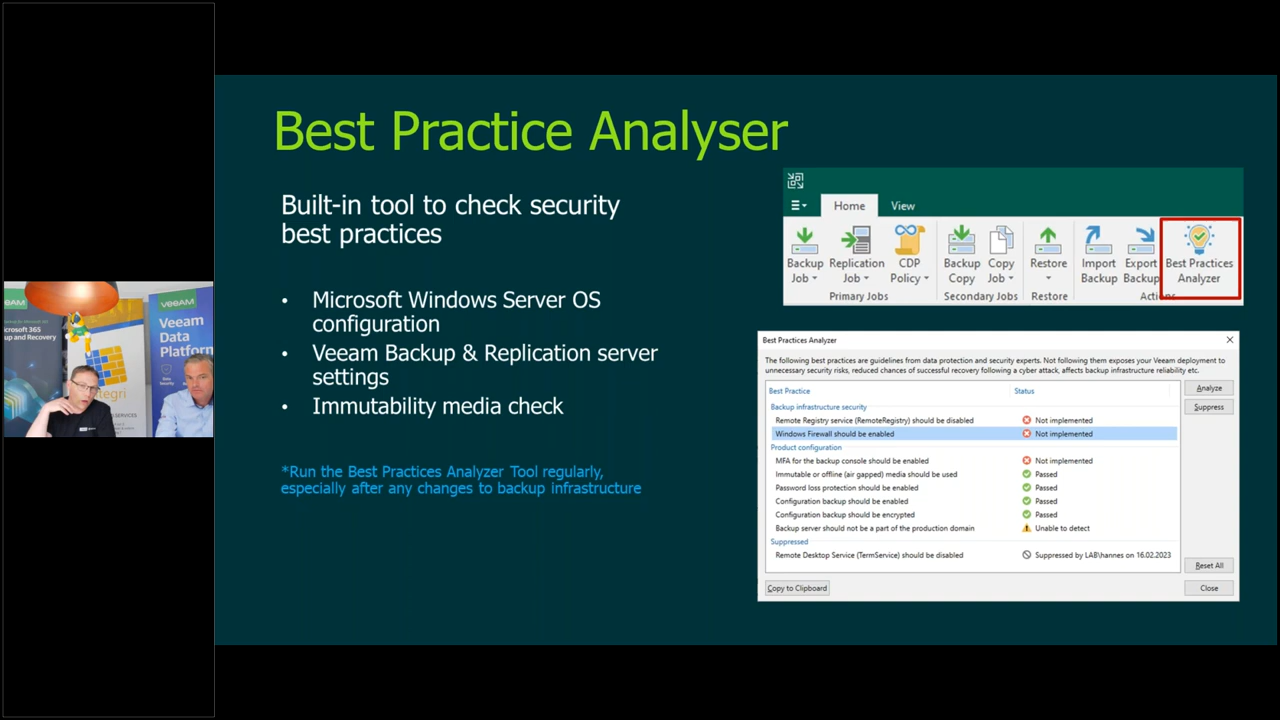 Best Practice Analyser
Built-in tool to check security
best practices
• Microsoft Windows Server OS
configuration
• Veeam Backup & Replication server
settings
• Immutability media check
*Run the Best Practices Analyzer Tool regularly,
especially after any changes to backup infrastructure
Home View
Backup Job
Replication Job
CDP Policy
Backup Copy
Copy Job
Restore
Import Backup
Export Backup
Best Practices Analyzer
Primary Jobs Secondary Jobs Restore
Best Practices Analyzer
The following best practices are guidelines from data protection and security experts. Not following them exposes your Veeam deployment to
unnecessary security risks, reduced chances of successful recovery following a cyber attack, affects backup infrastructure reliability etc.
Best Practice Status
Analyze
Suppress
Backup infrastructure security
Remote Registry service (RemoteRegistry) should be disabled Not implemented
Windows Firewall should be enabled Not implemented
Product configuration
MFA for the backup console should be enabled Not implemented
Immutable or offline (air gapped) media should be used Passed
Password loss protection should be enabled Passed
Configuration backup should be enabled Passed
Configuration backup should be encrypted Passed
Backup server should not be a part of the production domain Unable to detect
Suppressed
Remote Desktop Service (TermService) should be disabled Suppressed by LAB\hannes on 16.02.2023
Reset All
Copy to Clipboard
Close
VEEAM
Microsoft 365
VEEAM
Veeam
Data
Platform